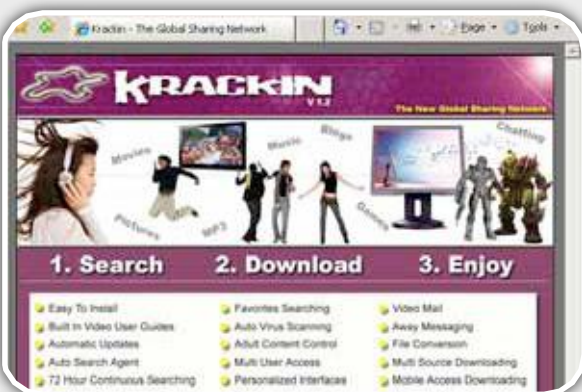 Krackin - The Global Sharing Network
Page
Tools
KRACKIN
V 1.2
The New Global Sharing Network
Movies
Music
Blogs
Chatting
Pictures
MP3
Games
1. Search 2. Download 3. Enjoy
Easy To Install
Built In Video User Guides
Automatic Updates
Auto Search Agent
72 Hour Continuous Searching
Favorites Searching
Auto Virus Scanning
Adult Content Control
Multi User Access
Personalized Interfaces
Video Mail
Away Messaging
File Conversion
Multi Source Downloading
Mobile Access Downloading